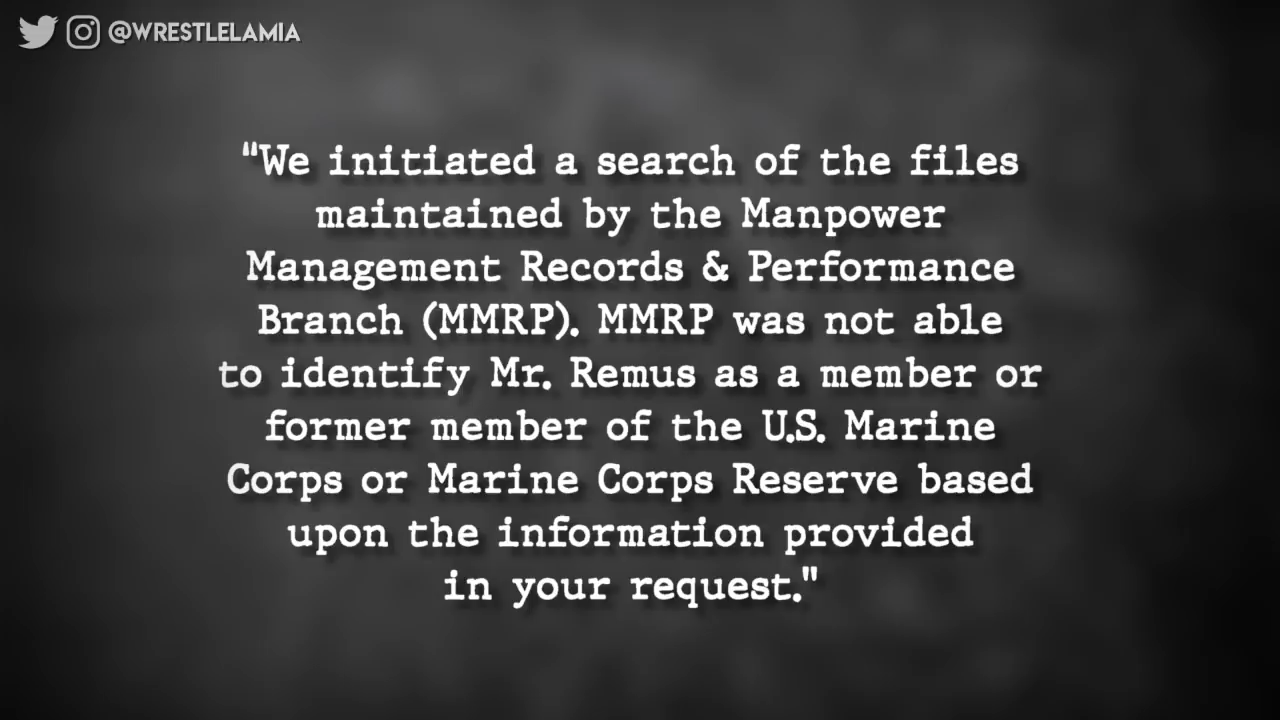 @WRESTLELAMIA
"We initiated a search of the files
maintained by the Manpower
Management Records & Performance
Branch (MMRP). MMRP was not able
to identify Mr. Remus as a member or
former member of the U.S. Marine
Corps or Marine Corps Reserve based
upon the information provided
in your request."